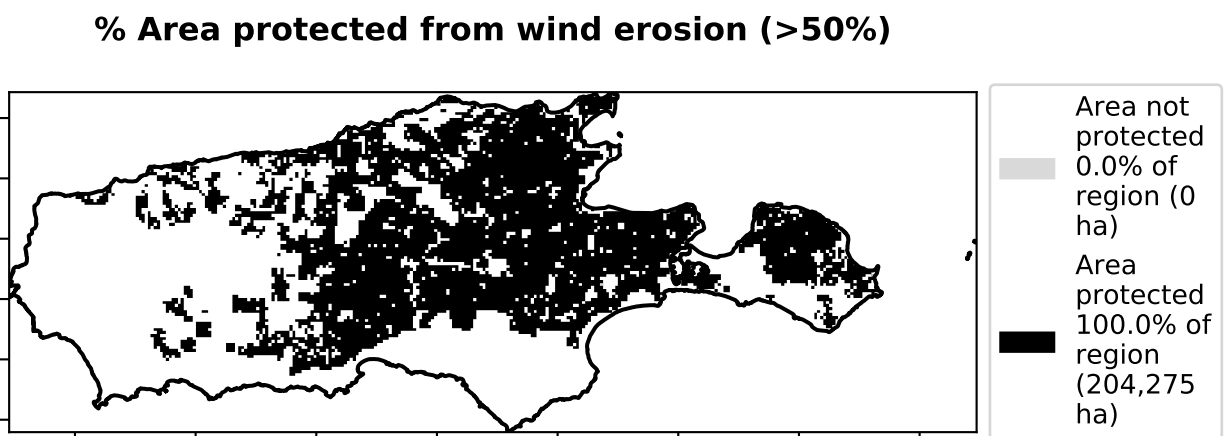 % Area protected from wind erosion (>50%)
Area not
protected
0.0% of
region (0
ha)
Area
protected
100.0% of
region
(204,275
ha)